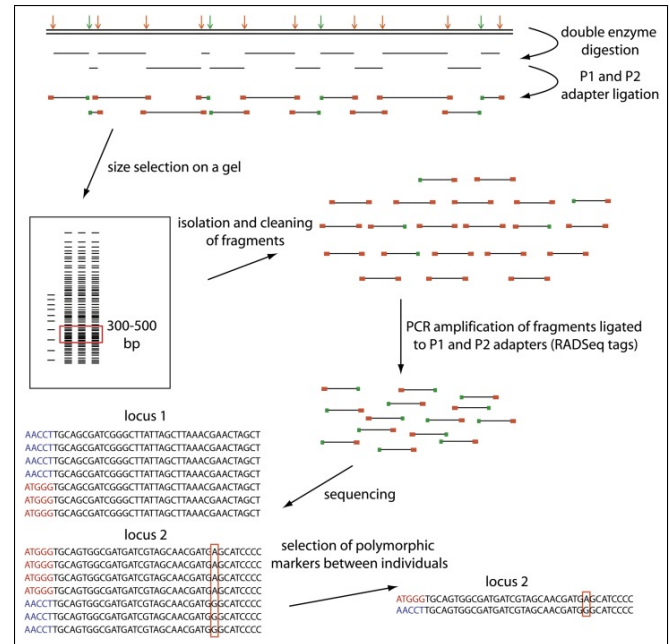 double enzyme
digestion
P1 and P2
adapter ligation
size selection on a gel
isolation and cleaning
of fragments
300-500
bp
PCR amplification of fragments ligated
to P1 and P2 adapters (RADSeq tags)
locus 1
AACCTTGCAGCGATCGGGCTTATTAGCTTAAACGAACTAGCT
AACCTTGCAGCGATCGGGCTTATTAGCTTAAACGAACTAGCT
AACCTTGCAGCGATCGGGCTTATTAGCTTAAACGAACTAGCT
AACCTTGCAGCGATCGGGCTTATTAGCTTAAACGAACTAGCT
ATGGGTGCAGCGATCGGGCTTATTAGCTTAAACGAACTAGCT
ATGGGTGCAGCGATCGGGCTTATTAGCTTAAACGAACTAGCT
ATGGGTGCAGCGATCGGGCTTATTAGCTTAAACGAACTAGCT
sequencing
locus 2
ATGGGTGCAGTGGCGATGATCGTAGCAACGATGAGCATCCCC
ATGGGTGCAGTGGCGATGATCGTAGCAACGATGAGCATCCCC
ATGGGTGCAGTGGCGATGATCGTAGCAACGATGAGCATCCCC
ATGGGTGCAGTGGCGATGATCGTAGCAACGATGAGCATCCCC
AACCTTGCAGTGGCGATGATCGTAGCAACGATGGGCATCCCC
AACCTTGCAGTGGCGATGATCGTAGCAACGATGGGCATCCCC
AACCTTGCAGTGGCGATGATCGTAGCAACGATGGGCATCCCC
selection of polymorphic
markers between individuals
locus 2
ATGGGTGCAGTGGCGATGATCGTAGCAACGATGAGCATCCCC
AACCTTGCAGTGGCGATGATCGTAGCAACGATGGGCATCCCC